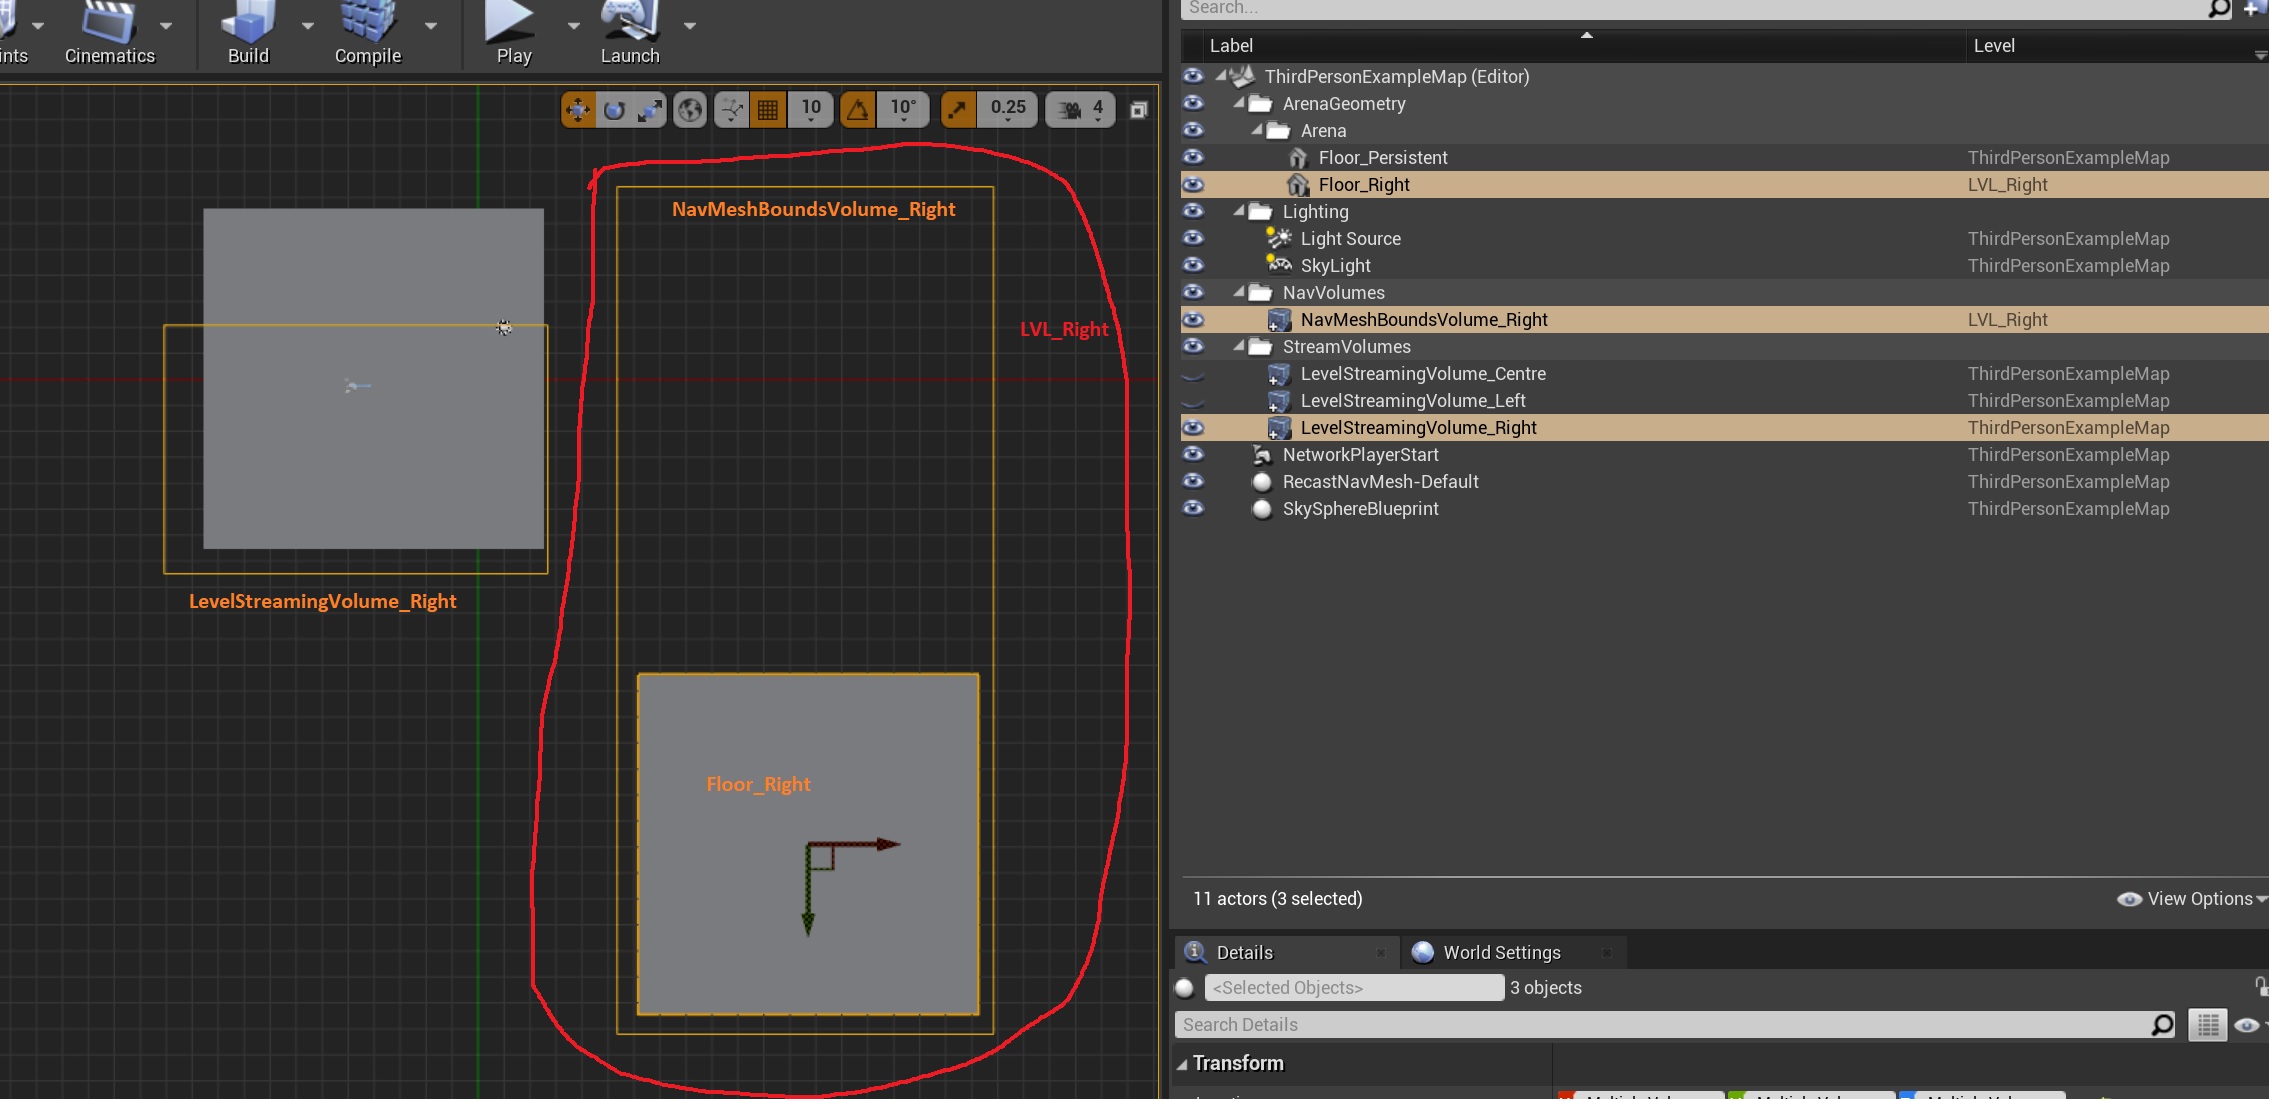 ints
Cinematics
Build
Compile
Play
Launch
10
10°
0.25
4
NavMeshBoundsVolume_Right
LVL_Right
LevelStreamingVolume_Right
Floor_Right
Search...
Label
Level
ThirdPersonExampleMap (Editor)
ArenaGeometry
Arena
Floor_Persistent ThirdPersonExampleMap
Floor_Right LVL_Right
Lighting
Light Source ThirdPersonExampleMap
SkyLight ThirdPersonExampleMap
NavVolumes
NavMeshBoundsVolume_Right LVL_Right
StreamVolumes
LevelStreamingVolume_Centre ThirdPersonExampleMap
LevelStreamingVolume_Left ThirdPersonExampleMap
LevelStreamingVolume_Right ThirdPersonExampleMap
NetworkPlayerStart ThirdPersonExampleMap
RecastNavMesh-Default ThirdPersonExampleMap
SkySphereBlueprint ThirdPersonExampleMap
11 actors (3 selected)
View Options
Details
World Settings
<Selected Objects>
3 objects
Search Details
Transform